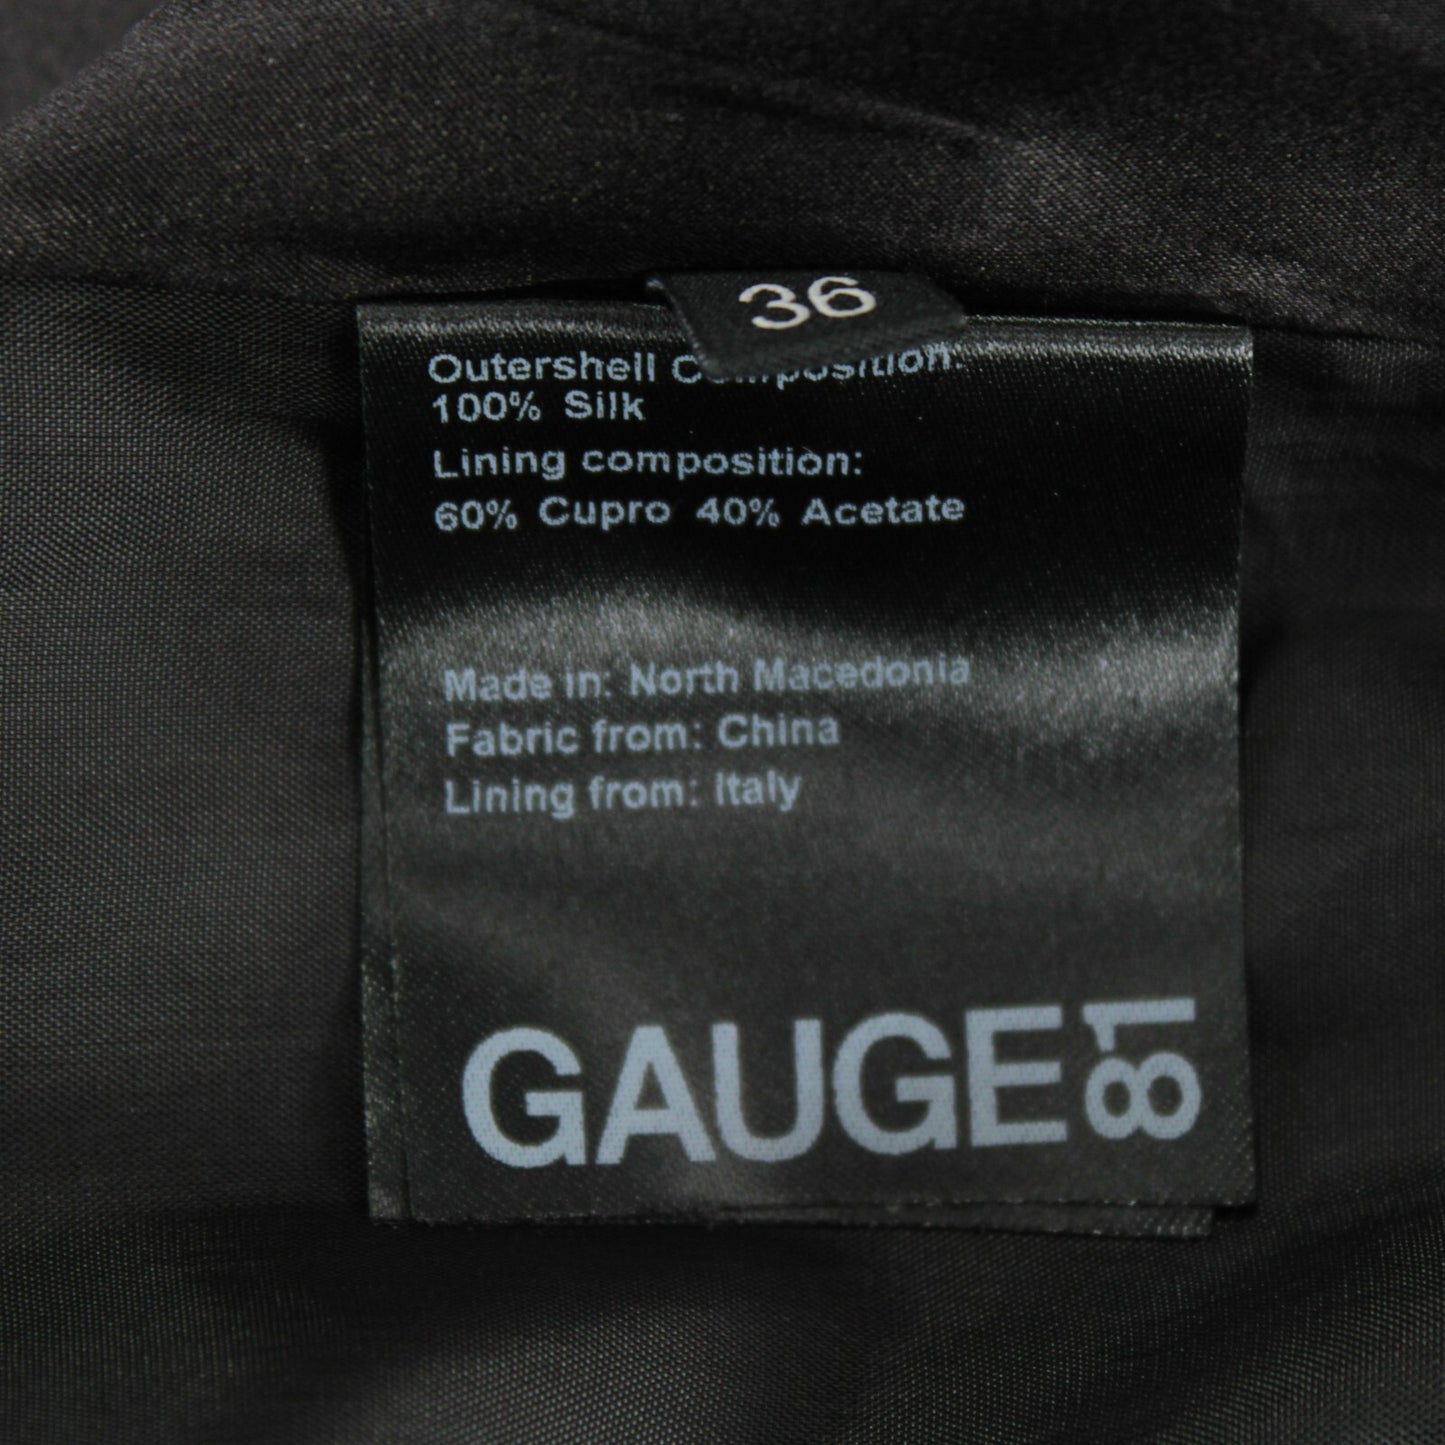 36
Outershell Composition:
100% Silk
Lining composition:
60% Cupro 40% Acetate
Made in: North Macedonia
Fabric from: China
Lining from: Italy
GAUGE81